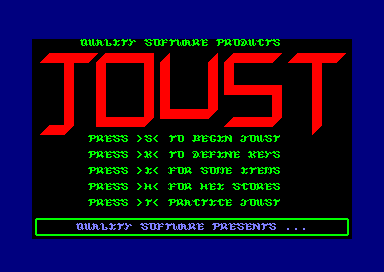 QUALITY SOFTWARE PRODUCTS
JOUST
PRESS >S< TO BEGIN JOUST
PRESS >K< TO DEFINE KEYS
PRESS >I< FOR SOME ITEMS
PRESS >H< FOR HEI SCORES
PRESS >T< PRACTICE JOUST
QUALITY SOFTWARE PRESENTS ...